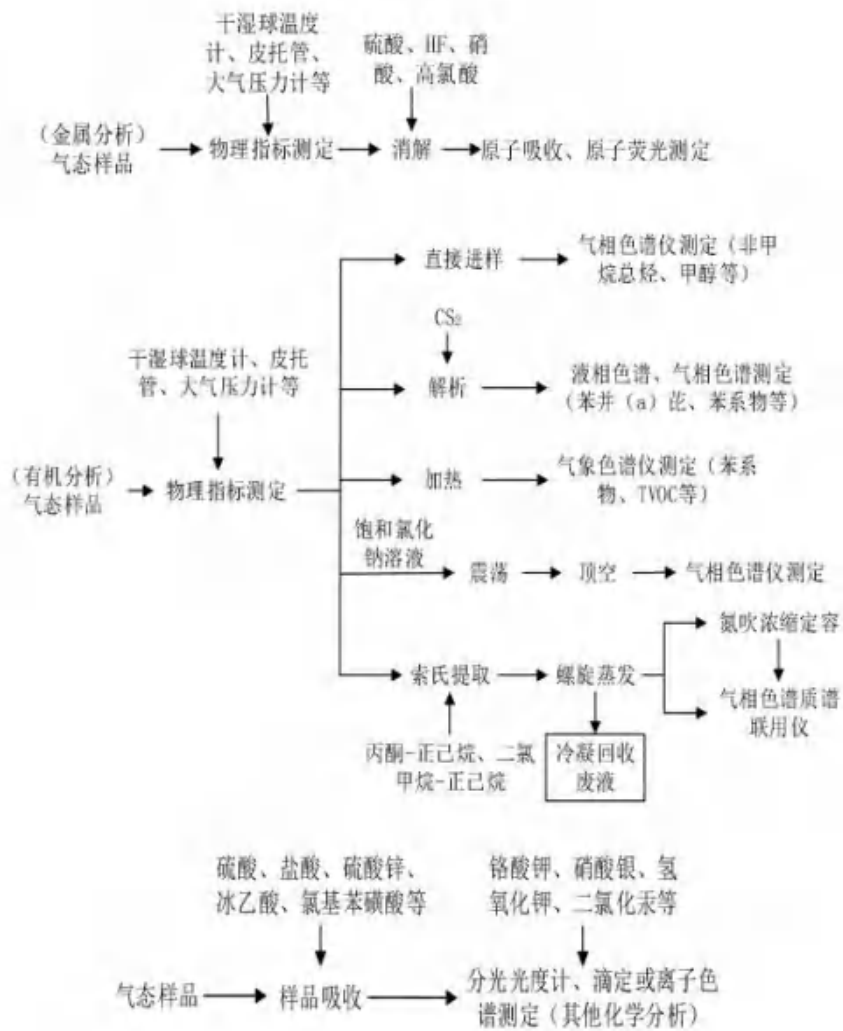 干湿球温度
计、皮托管、
大气压力计等
硫酸、HF、硝
酸、高氯酸
(金属分析)
气态样品
物理指标测定
消解
原子吸收、原子荧光测定
直接进样
气相色谱仪测定（非甲
烷总烃、甲醇等）
CS₂
干湿球温度计、皮托
管、大气压力计等
解析
液相色谱、气相色谱测定
（苯并（a）芘、苯系物等）
(有机分析)
气态样品
物理指标测定
加热
气象色谱仪测定（苯系
物、TVOC等）
饱和氯化
钠溶液
震荡
顶空
气相色谱仪测定
氮吹浓缩定容
索氏提取
螺旋蒸发
气相色谱质谱
联用仪
丙酮-正己烷、二氯
甲烷-正己烷
冷凝回收
废液
硫酸、盐酸、硫酸锌、
冰乙酸、氯基苯磺酸等
铬酸钾、硝酸银、氢
氧化钾、二氯化汞等
气态样品
样品吸收
分光光度计、滴定或离子色
谱测定（其他化学分析）